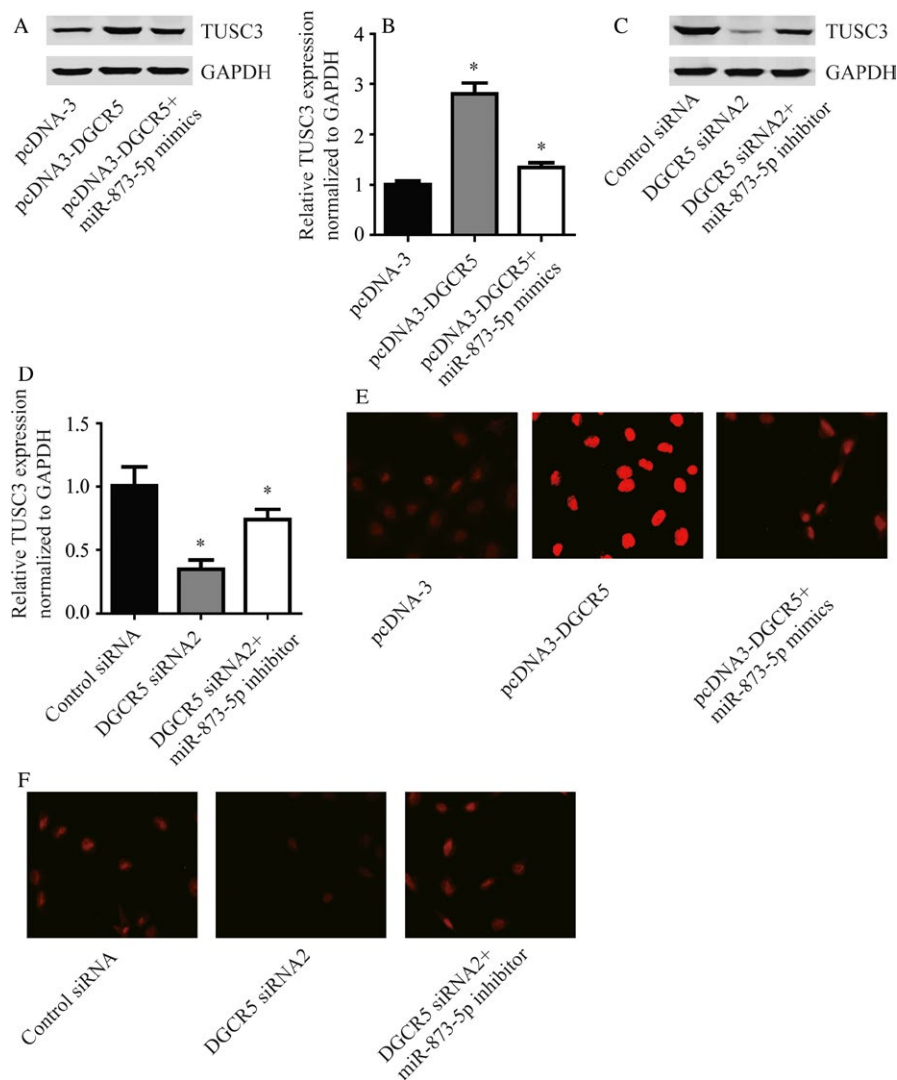 A
TUSC3
GAPDH
pcDNA-3
pcDNA3-DGCR5
pcDNA3-DGCR5+
miR-873-5p mimics
B
Relative TUSC3 expression
normalized to GAPDH
4
3
2
1
0
*
*
pcDNA-3
pcDNA3-DGCR5
pcDNA3-DGCR5+
miR-873-5p mimics
C
TUSC3
GAPDH
Control siRNA
DGCR5 siRNA2
DGCR5 siRNA2+
miR-873-5p inhibitor
D
Relative TUSC3 expression
normalized to GAPDH
1.5
1.0
0.5
0.0
*
*
Control siRNA
DGCR5 siRNA2
DGCR5 siRNA2+
miR-873-5p inhibitor
E
pcDNA-3
pcDNA3-DGCR5
pcDNA3-DGCR5+
miR-873-5p mimics
F
Control siRNA
DGCR5 siRNA2
DGCR5 siRNA2+
miR-873-5p inhibitor